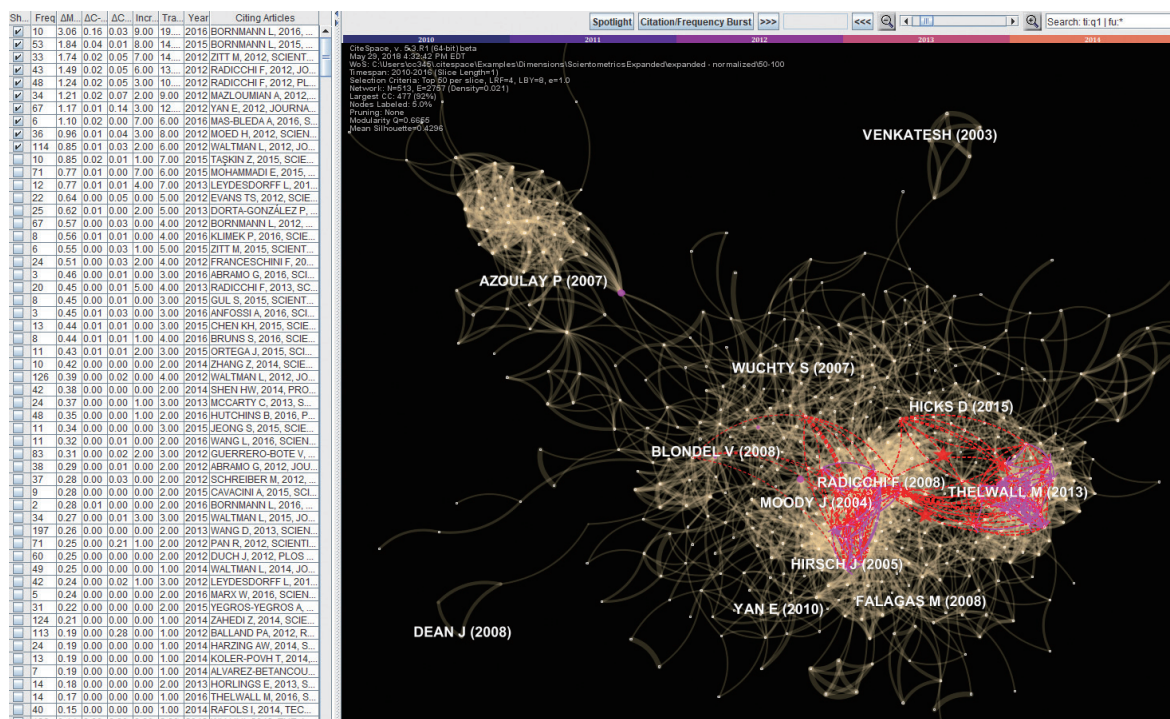 Sh... Freq ΔM... ΔC-... ΔC... Incr... Tra... Year Citing Articles
10 3.06 0.16 0.03 9.00 19.... 2016 BORNMANN L, 2016, ...
53 1.84 0.04 0.01 8.00 14.... 2015 BORNMANN L, 2015, ...
33 1.74 0.02 0.05 7.00 14.... 2011 ZITT M, 2011, SCIENT...
43 1.49 0.02 0.05 6.00 13.... 2012 RADICCHI F, 2012, JO...
48 1.24 0.02 0.05 3.00 10.... 2012 RADICCHI F, 2012, PL...
34 1.21 0.02 0.07 2.00 9.00 2012 MAZLOUMIAN A, 2012,...
67 1.17 0.01 0.14 3.00 12.... 2012 YAN E, 2012, JOURNA...
6 1.10 0.02 0.00 7.00 6.00 2016 MAS-BLEDA A, 2016, S...
36 0.96 0.01 0.04 3.00 8.00 2012 MOED H, 2012, SCIEN...
114 0.85 0.01 0.03 2.00 6.00 2012 WALTMAN L, 2012, JO...
10 0.85 0.02 0.01 1.00 7.00 2015 TAŞKIN Z, 2015, SCIE...
71 0.77 0.01 0.00 7.00 6.00 2015 MOHAMMADI E, 2015, ...
12 0.77 0.01 0.01 4.00 7.00 2013 LEYDESDORFF L, 201...
22 0.64 0.00 0.05 0.00 5.00 2012 EVANS TS, 2012, SCIE...
25 0.62 0.01 0.00 2.00 5.00 2013 DORTA-GONZÁLEZ P, ...
67 0.57 0.00 0.03 0.00 4.00 2012 BORNMANN L, 2012, ...
8 0.56 0.01 0.01 0.00 4.00 2016 KLIMEK P, 2016, SCIE...
6 0.55 0.00 0.03 1.00 5.00 2015 ZITT M, 2015, SCIENT...
24 0.51 0.00 0.03 2.00 4.00 2012 FRANCESCHINI F, 20...
3 0.46 0.00 0.01 0.00 3.00 2016 ABRAMO G, 2016, SCI...
20 0.45 0.00 0.01 5.00 4.00 2013 RADICCHI F, 2013, SC...
8 0.45 0.00 0.01 0.00 3.00 2015 GUL S, 2015, SCIENT...
3 0.45 0.01 0.03 0.00 3.00 2016 ANFOSSI A, 2016, SCI...
13 0.44 0.01 0.01 0.00 3.00 2015 CHEN KH, 2015, SCIE...
8 0.44 0.01 0.01 1.00 4.00 2016 BRUNS S, 2016, SCIE...
11 0.43 0.01 0.01 2.00 3.00 2015 ORTEGA J, 2015, SCI...
10 0.42 0.00 0.00 0.00 2.00 2014 ZHANG Z, 2014, SCIE...
126 0.39 0.00 0.02 0.00 4.00 2012 WALTMAN L, 2012, JO...
42 0.38 0.00 0.00 0.00 2.00 2014 SHEN HW, 2014, PRO...
24 0.37 0.00 0.00 1.00 3.00 2013 MCCARTY C, 2013, S...
48 0.35 0.00 0.00 1.00 2.00 2016 HUTCHINS B, 2016, P...
11 0.34 0.00 0.00 0.00 3.00 2015 JEONG S, 2015, SCIE...
11 0.32 0.00 0.01 0.00 2.00 2016 WANG L, 2016, SCIEN...
83 0.31 0.00 0.02 2.00 3.00 2012 GUERRERO-BOTE V, ...
38 0.29 0.00 0.01 0.00 2.00 2012 ABRAMO G, 2012, JOU...
37 0.28 0.00 0.03 0.00 2.00 2012 SCHREIBER M, 2012, ...
9 0.28 0.00 0.00 0.00 2.00 2015 CAVACINI A, 2015, SCI...
2 0.28 0.01 0.00 0.00 2.00 2016 BORNMANN L, 2016, ...
34 0.27 0.00 0.01 3.00 3.00 2015 WALTMAN L, 2015, JO...
197 0.26 0.00 0.00 0.00 2.00 2013 WANG D, 2013, SCIEN...
71 0.25 0.00 0.21 1.00 2.00 2012 PAN R, 2012, SCIENTI...
60 0.25 0.00 0.00 0.00 2.00 2012 DUCH J, 2012, PLOS ...
49 0.25 0.00 0.00 1.00 2.00 2014 WALTMAN L, 2014, JO...
42 0.24 0.00 0.02 1.00 3.00 2012 LEYDESDORFF L, 201...
5 0.24 0.00 0.00 0.00 2.00 2016 MARX W, 2016, SCIEN...
31 0.22 0.00 0.00 0.00 2.00 2015 YEGROS-YEGROS A, ...
124 0.21 0.00 0.00 0.00 1.00 2014 ZAHEDI Z, 2014, SCIE...
113 0.19 0.00 0.28 0.00 1.00 2012 BALLAND PA, 2012, R...
24 0.19 0.00 0.00 0.00 1.00 2014 HARZING AW, 2014, S...
13 0.19 0.00 0.00 0.00 1.00 2014 KOLER-POVH T, 2014,...
7 0.19 0.00 0.00 0.00 1.00 2014 ALVAREZ-BETANCOU...
14 0.18 0.00 0.00 0.00 2.00 2013 HORLINGS E, 2013, S...
14 0.17 0.00 0.00 0.00 1.00 2016 THELWALL M, 2016, S...
40 0.15 0.00 0.00 0.00 1.00 2014 RAFOLS I, 2014, TEC...
Spotlight Citation/Frequency Burst >>> <<< Search: ti:q1 | fu:*
2010 2011 2012 2013 2014
CiteSpace, v. 5.3.R1 (64-bit) beta
May 29, 2018 4:32:42 PM EDT
WoS: C:\Users\cc345\.citespace\Examples\Dimensions\ScientometricsExpanded\expanded - normalized\50-100
Timespan: 2010-2016 (Slice Length=1)
Selection Criteria: Top 50 per slice, LRF=4, LBY=8, e=1.0
Network: N=513, E=2757 (Density=0.021)
Largest CC: 477 (92%)
Nodes Labeled: 5.0%
Pruning: None
Modularity Q=0.6655
Mean Silhouette=0.4296
VENKATESH (2003)
AZOULAY P (2007)
WUCHTY S (2007)
HICKS D (2015)
BLONDEL V (2008)
RADICCHI F (2008)
THELWALL M (2013)
MOODY J (2004)
HIRSCH J (2005)
FALAGAS M (2008)
YAN E (2010)
DEAN J (2008)